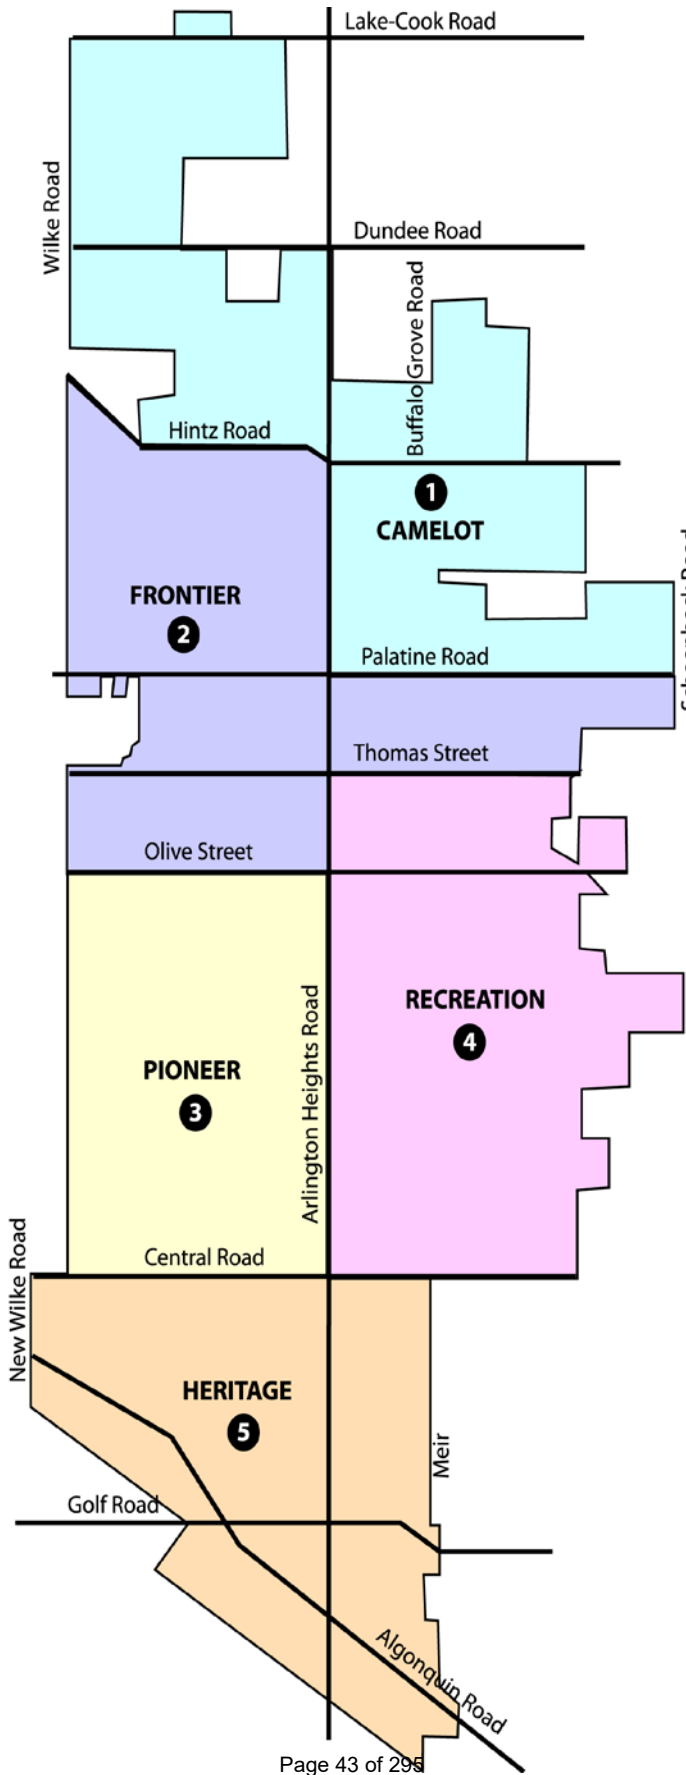 Lake-Cook Road
Wilke Road
Dundee Road
Buffalo Grove Road
Hintz Road
1
CAMELOT
FRONTIER
2
Palatine Road
Thomas Street
Olive Street
Arlington Heights Road
RECREATION
4
PIONEER
3
Central Road
New Wilke Road
HERITAGE
5
Meir
Golf Road
Algonquin Road
Page 43 of 295